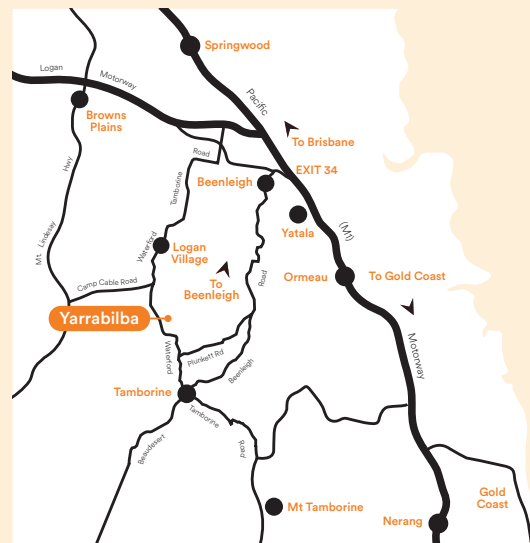 Springwood
Logan
Motorway
Pacific
Browns
Plains
To Brisbane
Road
EXIT 34
Beenleigh
Hwy
Tamborine
Yatala
(M1)
Mt. Lindesay
Waterford
Logan
Village
Road
Ormeau
To Gold Coast
Camp Cable Road
To
Beenleigh
Yarrabilba
Motorway
Waterford
Plunkett Rd
Beenleigh
Tamborine
Tamborine
Road
Beaudesert
Gold
Coast
Mt Tamborine
Nerang